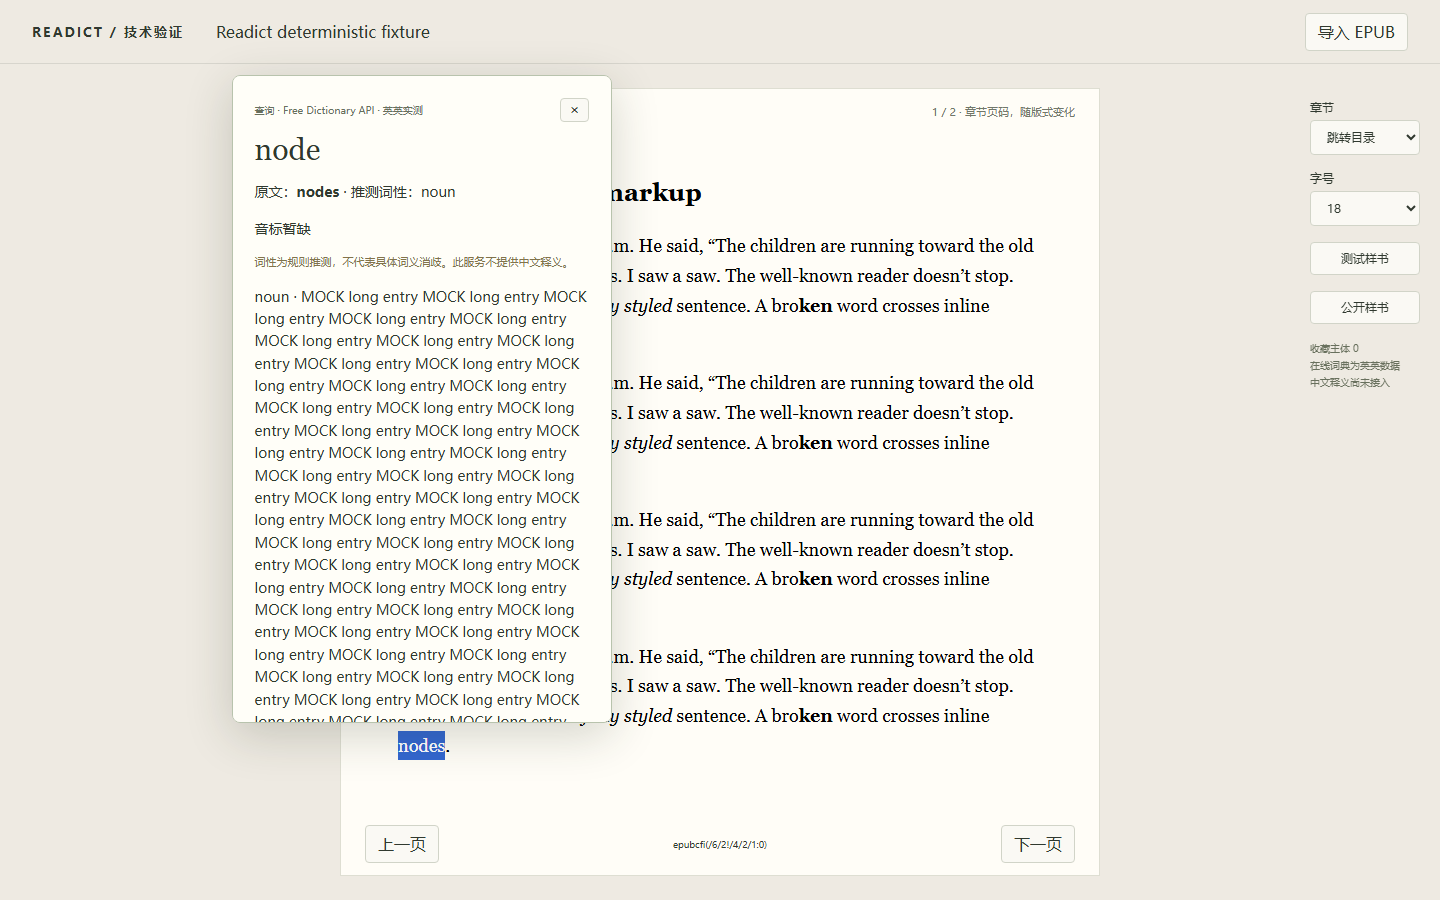 READICT / 技术验证
Readict deterministic fixture
导入 EPUB
查询 · Free Dictionary API · 英英实测
×
node
原文：nodes · 推测词性：noun
音标暂缺
词性为规则推测，不代表具体词义消歧。此服务不提供中文释义。
noun · MOCK long entry MOCK long entry MOCK
long entry MOCK long entry MOCK long entry
MOCK long entry MOCK long entry MOCK long
entry MOCK long entry MOCK long entry MOCK
long entry MOCK long entry MOCK long entry
MOCK long entry MOCK long entry MOCK long
entry MOCK long entry MOCK long entry MOCK
long entry MOCK long entry MOCK long entry
MOCK long entry MOCK long entry MOCK long
entry MOCK long entry MOCK long entry MOCK
long entry MOCK long entry MOCK long entry
MOCK long entry MOCK long entry MOCK long
entry MOCK long entry MOCK long entry MOCK
long entry MOCK long entry MOCK long entry
MOCK long entry MOCK long entry MOCK long
entry MOCK long entry MOCK long entry MOCK
long entry MOCK long entry MOCK long entry
MOCK long entry MOCK long entry MOCK long
entry MOCK long entry MOCK long entry MOCK
long entry MOCK long entry MOCK long entry
1 / 2 · 章节页码，随版式变化
markup
m. He said, “The children are running toward the old
s. I saw a saw. The well-known reader doesn’t stop.
y styled sentence. A broken word crosses inline
m. He said, “The children are running toward the old
s. I saw a saw. The well-known reader doesn’t stop.
y styled sentence. A broken word crosses inline
m. He said, “The children are running toward the old
s. I saw a saw. The well-known reader doesn’t stop.
y styled sentence. A broken word crosses inline
m. He said, “The children are running toward the old
s. I saw a saw. The well-known reader doesn’t stop.
y styled sentence. A broken word crosses inline
nodes.
上一页
epubcfi(/6/2!/4/2/1:0)
下一页
章节
跳转目录
字号
18
测试样书
公开样书
收藏主体 0
在线词典为英英数据
中文释义尚未接入